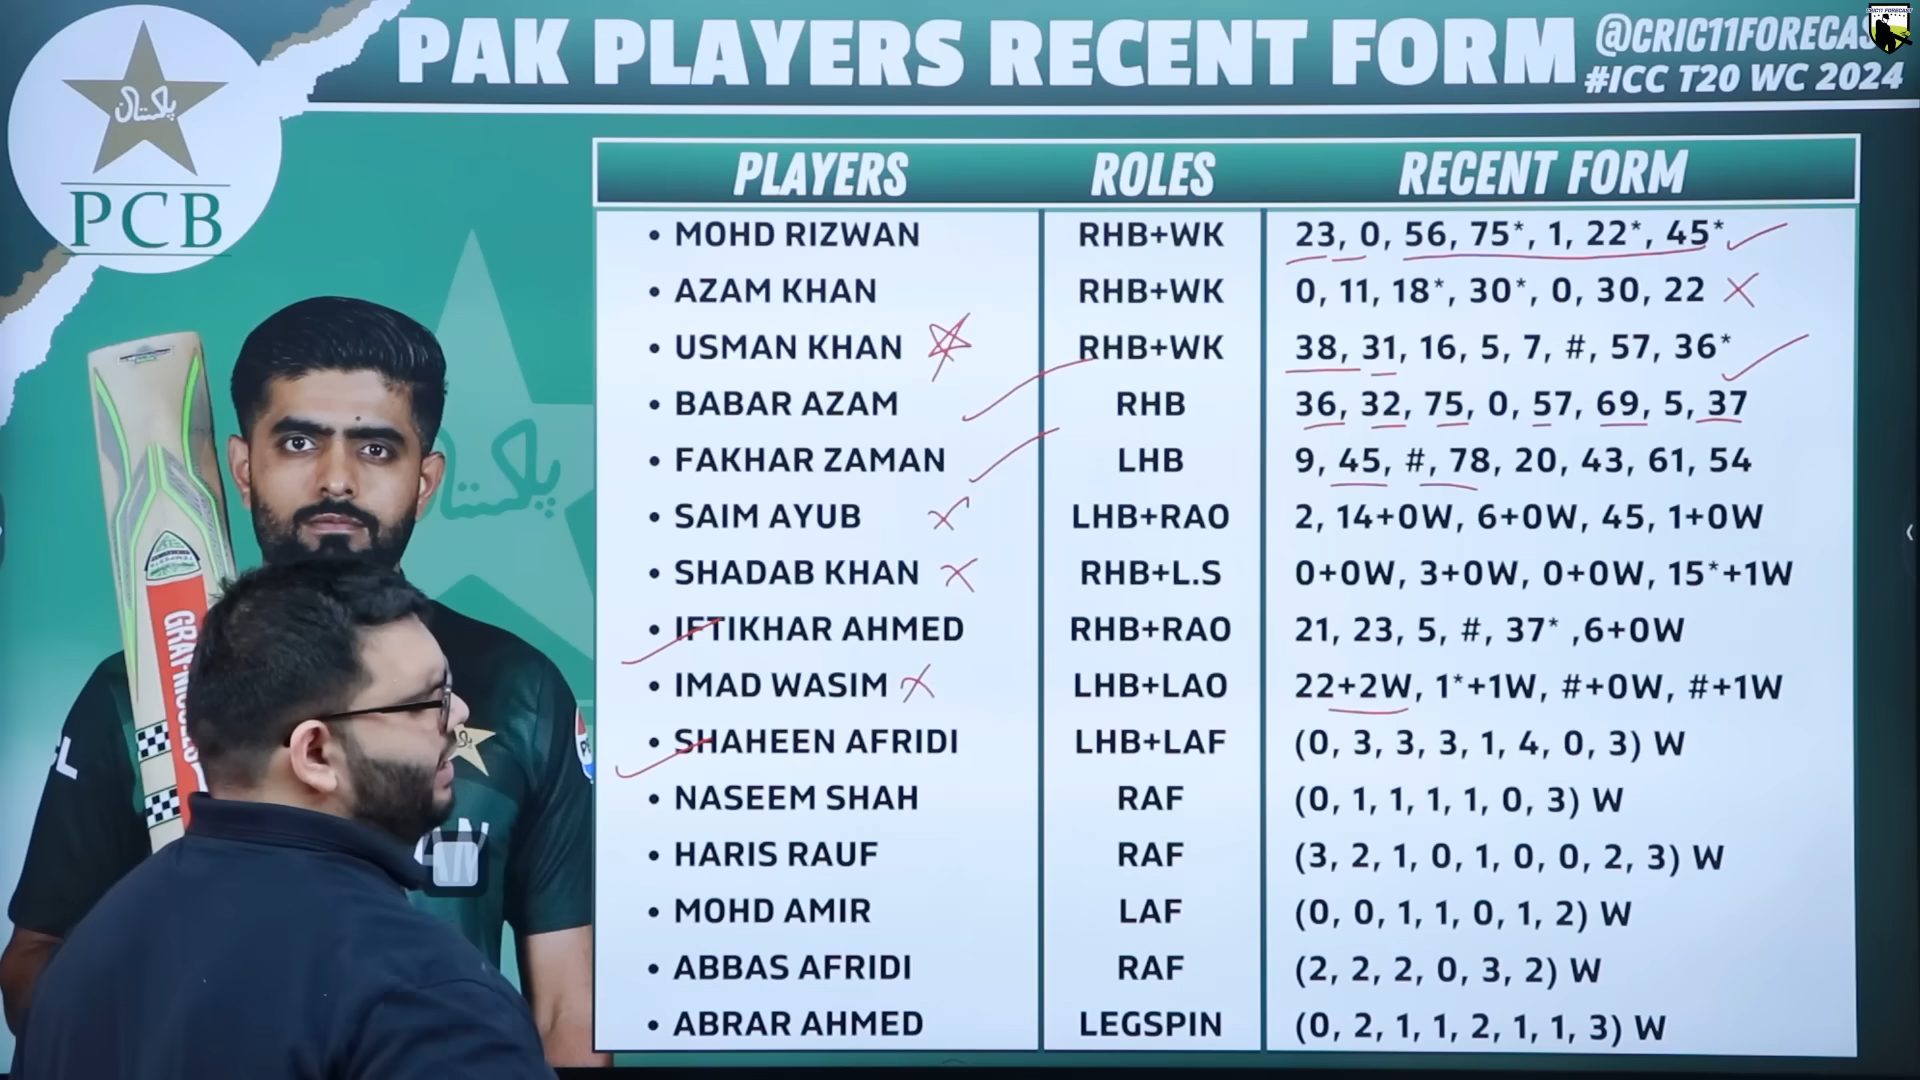 PAK PLAYERS RECENT FORM
@CRIC11FORECAS
#ICC T20 WC 2024
CRIC11 FORECAST
پاکستان
PCB
PLAYERS ROLES RECENT FORM
• MOHD RIZWAN RHB+WK 23, 0, 56, 75*, 1, 22*, 45*
• AZAM KHAN RHB+WK 0, 11, 18*, 30*, 0, 30, 22
• USMAN KHAN RHB+WK 38, 31, 16, 5, 7, #, 57, 36*
• BABAR AZAM RHB 36, 32, 75, 0, 57, 69, 5, 37
• FAKHAR ZAMAN LHB 9, 45, #, 78, 20, 43, 61, 54
• SAIM AYUB LHB+RAO 2, 14+0W, 6+0W, 45, 1+0W
• SHADAB KHAN RHB+L.S 0+0W, 3+0W, 0+0W, 15*+1W
• IFTIKHAR AHMED RHB+RAO 21, 23, 5, #, 37* ,6+0W
• IMAD WASIM LHB+LAO 22+2W, 1*+1W, #+0W, #+1W
• SHAHEEN AFRIDI LHB+LAF (0, 3, 3, 3, 1, 4, 0, 3) W
• NASEEM SHAH RAF (0, 1, 1, 1, 1, 0, 3) W
• HARIS RAUF RAF (3, 2, 1, 0, 1, 0, 0, 2, 3) W
• MOHD AMIR LAF (0, 0, 1, 1, 0, 1, 2) W
• ABBAS AFRIDI RAF (2, 2, 2, 0, 3, 2) W
• ABRAR AHMED LEGSPIN (0, 2, 1, 1, 2, 1, 1, 3) W
پاکستان